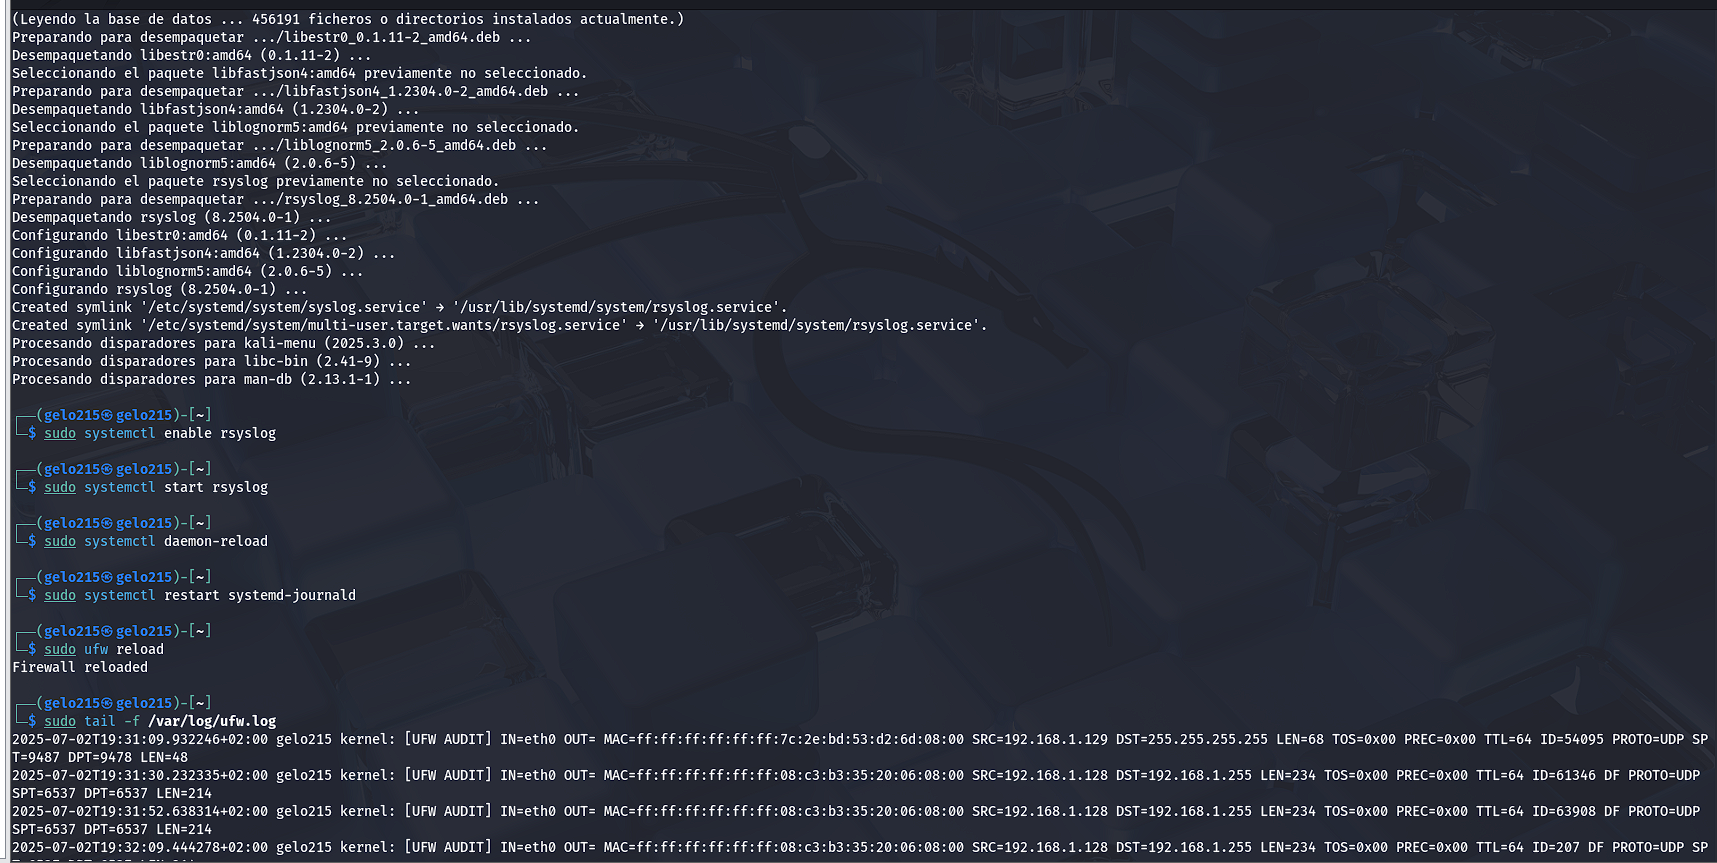 (Leyendo la base de datos ... 456191 ficheros o directorios instalados actualmente.)
Preparando para desempaquetar .../libestr0_0.1.11-2_amd64.deb ...
Desempaquetando libestr0:amd64 (0.1.11-2) ...
Seleccionando el paquete libfastjson4:amd64 previamente no seleccionado.
Preparando para desempaquetar .../libfastjson4_1.2304.0-2_amd64.deb ...
Desempaquetando libfastjson4:amd64 (1.2304.0-2) ...
Seleccionando el paquete liblognorm5:amd64 previamente no seleccionado.
Preparando para desempaquetar .../liblognorm5_2.0.6-5_amd64.deb ...
Desempaquetando liblognorm5:amd64 (2.0.6-5) ...
Seleccionando el paquete rsyslog previamente no seleccionado.
Preparando para desempaquetar .../rsyslog_8.2504.0-1_amd64.deb ...
Desempaquetando rsyslog (8.2504.0-1) ...
Configurando libestr0:amd64 (0.1.11-2) ...
Configurando libfastjson4:amd64 (1.2304.0-2) ...
Configurando liblognorm5:amd64 (2.0.6-5) ...
Configurando rsyslog (8.2504.0-1) ...
Created symlink '/etc/systemd/system/syslog.service' → '/usr/lib/systemd/system/rsyslog.service'.
Created symlink '/etc/systemd/system/multi-user.target.wants/rsyslog.service' → '/usr/lib/systemd/system/rsyslog.service'.
Procesando disparadores para kali-menu (2025.3.0) ...
Procesando disparadores para libc-bin (2.41-9) ...
Procesando disparadores para man-db (2.13.1-1) ...
┌──(gelo215㉿gelo215)-[~]
└─$ sudo systemctl enable rsyslog
┌──(gelo215㉿gelo215)-[~]
└─$ sudo systemctl start rsyslog
┌──(gelo215㉿gelo215)-[~]
└─$ sudo systemctl daemon-reload
┌──(gelo215㉿gelo215)-[~]
└─$ sudo systemctl restart systemd-journald
┌──(gelo215㉿gelo215)-[~]
└─$ sudo ufw reload
Firewall reloaded
┌──(gelo215㉿gelo215)-[~]
└─$ sudo tail -f /var/log/ufw.log
2025-07-02T19:31:09.932246+02:00 gelo215 kernel: [UFW AUDIT] IN=eth0 OUT= MAC=ff:ff:ff:ff:ff:ff:7c:2e:bd:53:d2:6d:08:00 SRC=192.168.1.129 DST=255.255.255.255 LEN=68 TOS=0x00 PREC=0x00 TTL=64 ID=54095 PROTO=UDP SP
T=9487 DPT=9478 LEN=48
2025-07-02T19:31:30.232335+02:00 gelo215 kernel: [UFW AUDIT] IN=eth0 OUT= MAC=ff:ff:ff:ff:ff:ff:08:c3:b3:35:20:06:08:00 SRC=192.168.1.128 DST=192.168.1.255 LEN=234 TOS=0x00 PREC=0x00 TTL=64 ID=61346 DF PROTO=UDP
SPT=6537 DPT=6537 LEN=214
2025-07-02T19:31:52.638314+02:00 gelo215 kernel: [UFW AUDIT] IN=eth0 OUT= MAC=ff:ff:ff:ff:ff:ff:08:c3:b3:35:20:06:08:00 SRC=192.168.1.128 DST=192.168.1.255 LEN=234 TOS=0x00 PREC=0x00 TTL=64 ID=63908 DF PROTO=UDP
SPT=6537 DPT=6537 LEN=214
2025-07-02T19:32:09.444278+02:00 gelo215 kernel: [UFW AUDIT] IN=eth0 OUT= MAC=ff:ff:ff:ff:ff:ff:08:c3:b3:35:20:06:08:00 SRC=192.168.1.128 DST=192.168.1.255 LEN=234 TOS=0x00 PREC=0x00 TTL=64 ID=207 DF PROTO=UDP SP